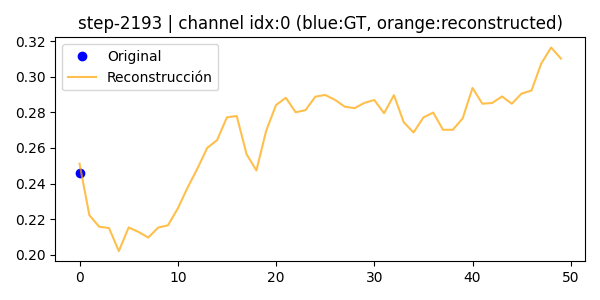 step-2193 | channel idx:0 (blue:GT, orange:reconstructed)
0.32
0.30
0.28
0.26
0.24
0.22
0.20
Original
Reconstrucción
0 10 20 30 40 50